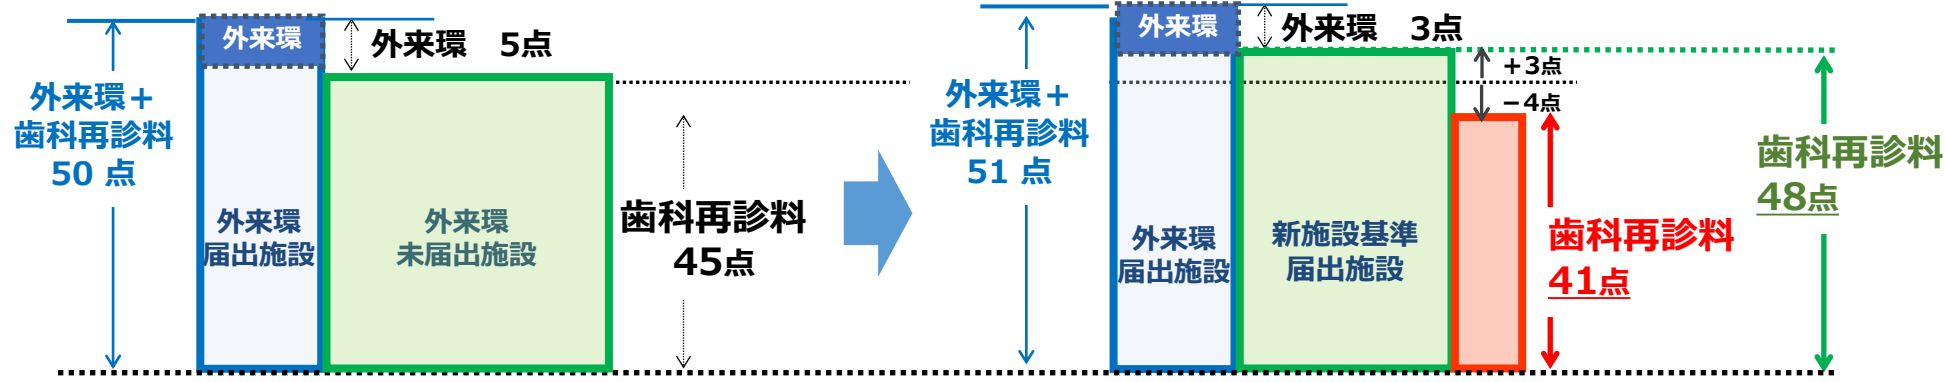 外来環
外来環　5点
外来環＋
歯科再診料
50 点
外来環
届出施設
外来環
未届出施設
歯科再診料
45点
外来環
外来環　3点
外来環＋
歯科再診料
51 点
外来環
届出施設
新施設基準
届出施設
＋3点
－4点
歯科再診料
41点
歯科再診料
48点